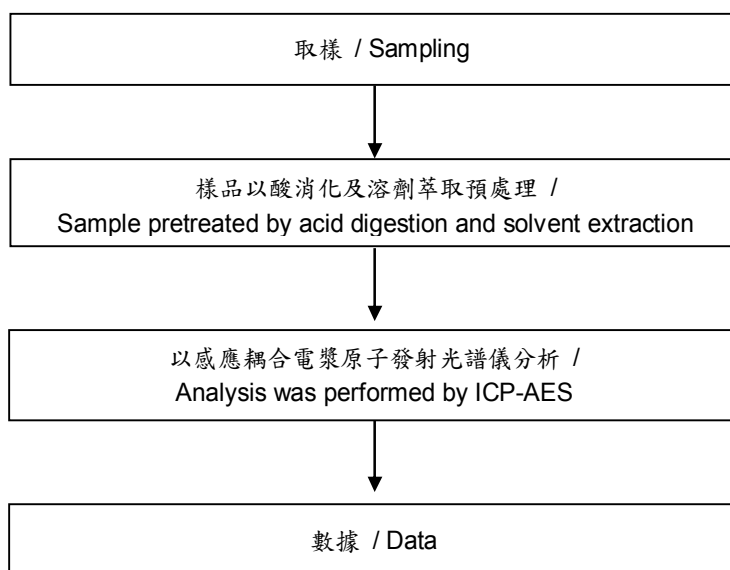 取樣 / Sampling
樣品以酸消化及溶劑萃取預處理 /
Sample pretreated by acid digestion and solvent extraction
以感應耦合電漿原子發射光譜儀分析 /
Analysis was performed by ICP-AES
數據 / Data